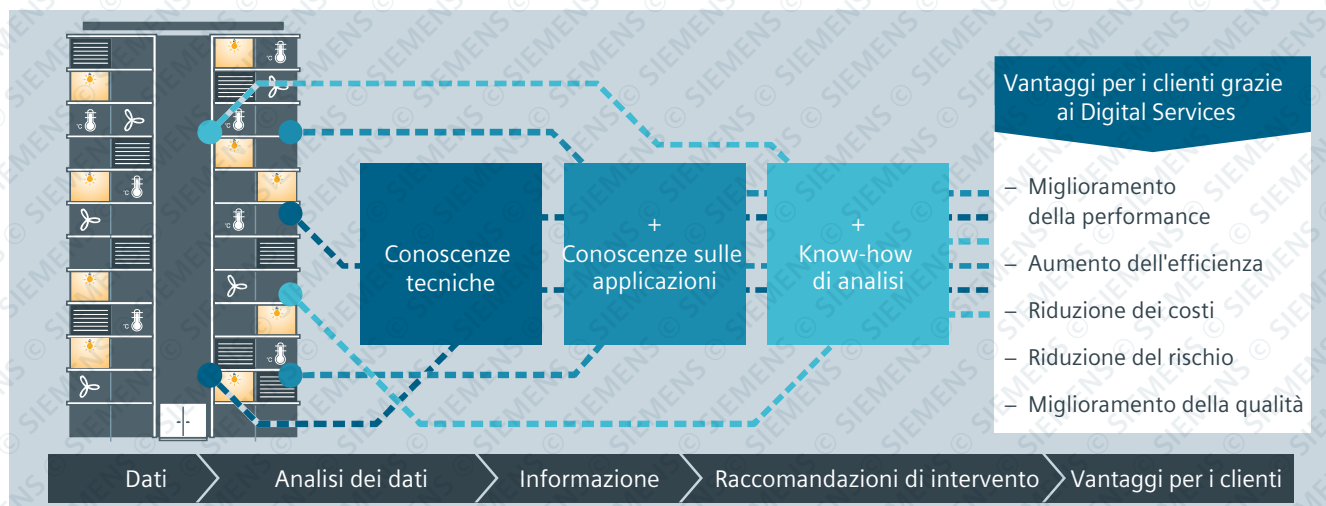 Vantaggi per i clienti grazie
ai Digital Services
– Miglioramento
della performance
– Aumento dell'efficienza
– Riduzione dei costi
– Riduzione del rischio
– Miglioramento della qualità
Conoscenze
tecniche
+
Conoscenze sulle
applicazioni
+
Know-how
di analisi
Dati
Analisi dei dati
Informazione
Raccomandazioni di intervento
Vantaggi per i clienti
°C
°C
°C
°C
°C
°C
°C
© SIEMENS